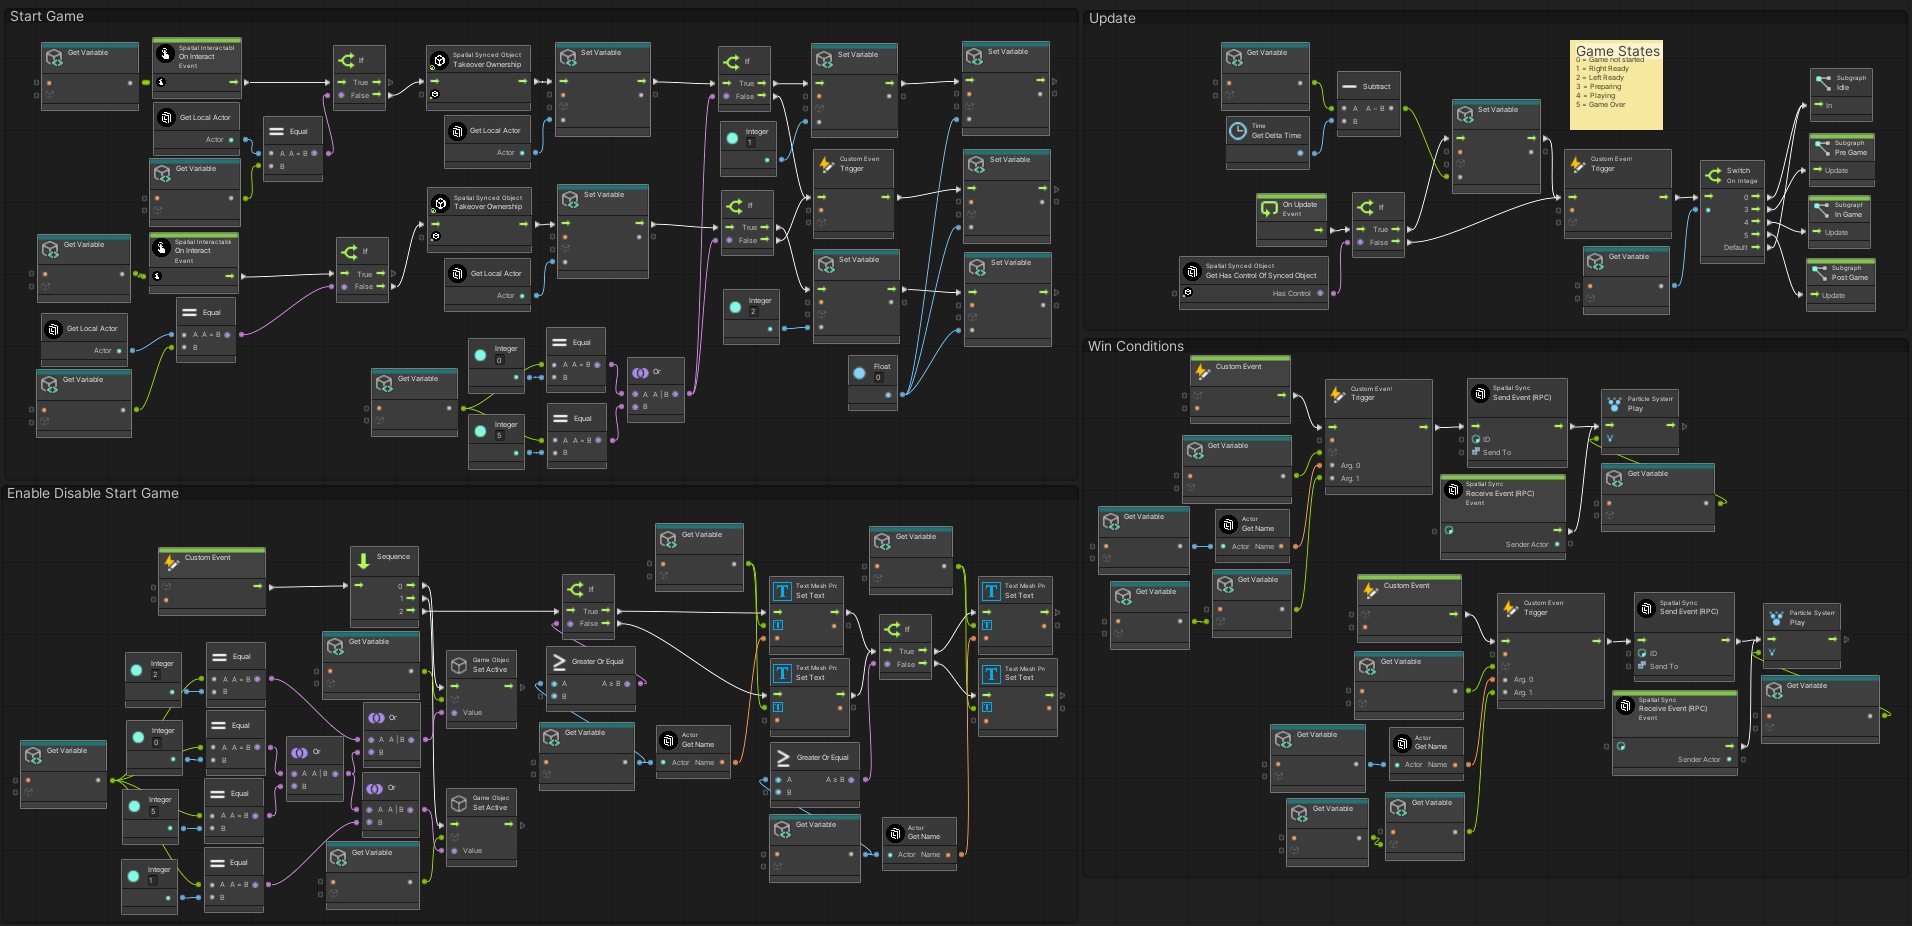 Start Game
Get Variable
Spatial Interactabl
On Interact
Event
If
True
False
Spatial Synced Object
Takeover Ownership
Set Variable
If
True
False
Set Variable
Set Variable
Get Local Actor
Actor
Equal
A A = B
B
Get Local Actor
Actor
Integer
1
Get Variable
Custom Event
Trigger
Set Variable
Spatial Synced Object
Takeover Ownership
Set Variable
If
True
False
Get Variable
Spatial Interactabl
On Interact
Event
If
True
False
Get Local Actor
Actor
Set Variable
Set Variable
Integer
2
Equal
A A = B
B
Get Local Actor
Actor
Get Variable
Get Variable
Integer
0
Equal
A A = B
B
Or
A A | B
B
Float
0
Integer
5
Equal
A A = B
B
Update
Get Variable
Subtract
A A - B
B
Time
Get Delta Time
Set Variable
Game States
0 = Game not started
1 = Right Ready
2 = Left Ready
3 = Preparing
4 = Playing
5 = Game Over
Subgraph
Idle
In
Subgraph
Pre Game
Update
Subgraph
In Game
Update
Subgraph
Post Game
Update
Custom Event
Trigger
Switch
On Intege
0
3
4
5
Default
On Update
Event
If
True
False
Get Variable
Spatial Synced Object
Get Has Control Of Synced Object
Has Control
Win Conditions
Custom Event
Custom Event
Trigger
Arg. 0
Arg. 1
Spatial Sync
Send Event (RPC)
ID
Send To
Particle System
Play
Get Variable
Get Variable
Spatial Sync
Receive Event (RPC)
Event
Sender Actor
Get Variable
Actor
Get Name
Actor Name
Get Variable
Get Variable
Custom Event
Custom Even
Trigger
Arg. 0
Arg. 1
Spatial Sync
Send Event (RPC)
ID
Send To
Particle System
Play
Get Variable
Get Variable
Spatial Sync
Receive Event (RPC)
Event
Sender Actor
Get Variable
Actor
Get Name
Actor Name
Get Variable
Get Variable
Enable Disable Start Game
Custom Event
Sequence
0
1
2
If
True
False
Get Variable
Text Mesh Pr
Set Text
Get Variable
Text Mesh Pr
Set Text
If
True
False
Text Mesh Pr
Set Text
Text Mesh Pr
Set Text
Integer
2
Equal
A A = B
B
Get Variable
Game Objec
Set Active
Value
Greater Or Equal
A A ≥ B
B
Get Variable
Actor
Get Name
Actor Name
Integer
0
Equal
A A = B
B
Or
A A | B
B
Or
A A | B
B
Get Variable
Integer
5
Equal
A A = B
B
Or
A A | B
B
Game Objec
Set Active
Value
Greater Or Equal
A A ≥ B
B
Get Variable
Actor
Get Name
Actor Name
Integer
1
Equal
A A = B
B
Get Variable